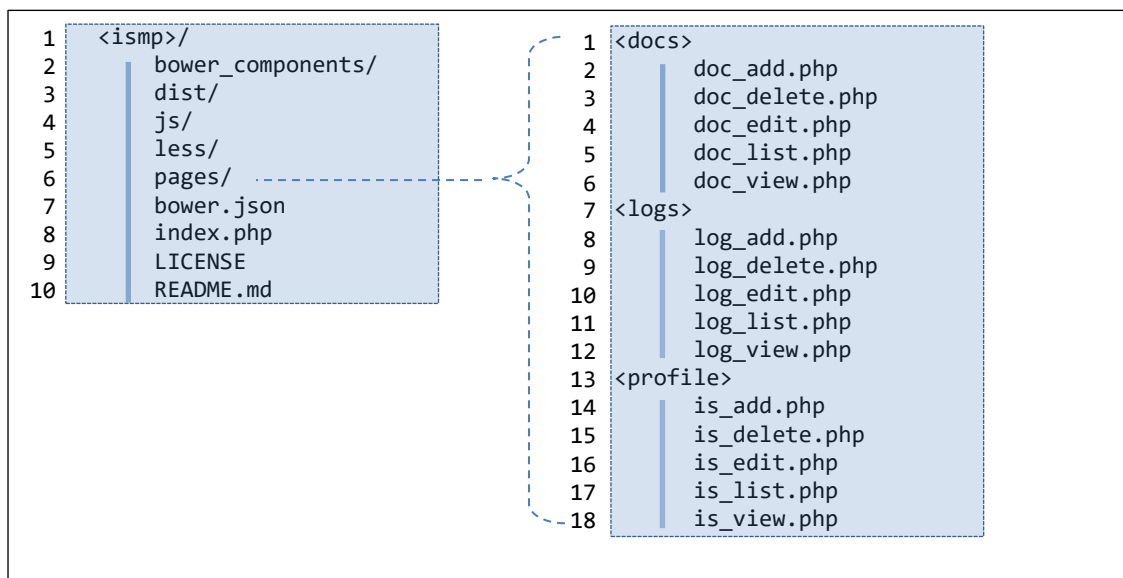 1 <ismp>/
2 bower_components/
3 dist/
4 js/
5 less/
6 pages/
7 bower.json
8 index.php
9 LICENSE
10 README.md
1 <docs>
2 doc_add.php
3 doc_delete.php
4 doc_edit.php
5 doc_list.php
6 doc_view.php
7 <logs>
8 log_add.php
9 log_delete.php
10 log_edit.php
11 log_list.php
12 log_view.php
13 <profile>
14 is_add.php
15 is_delete.php
16 is_edit.php
17 is_list.php
18 is_view.php